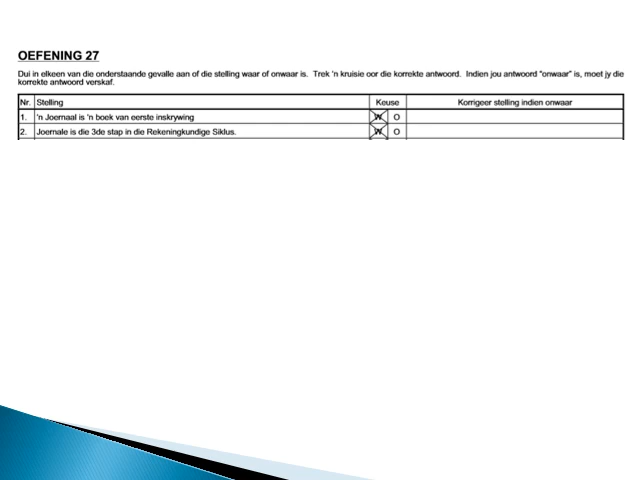 OEFENING 27
Dui in elkeen van die onderstaande gevalle aan of die stelling waar of onwaar is. Trek 'n kruisie oor die korrekte antwoord. Indien jou antwoord "onwaar" is, moet jy die
korrekte antwoord verskaf.
Nr. Stelling Keuse Korrigeer stelling indien onwaar
1. 'n Joernaal is 'n boek van eerste inskrywing W O
2. Joernale is die 3de stap in die Rekeningkundige Siklus. W O